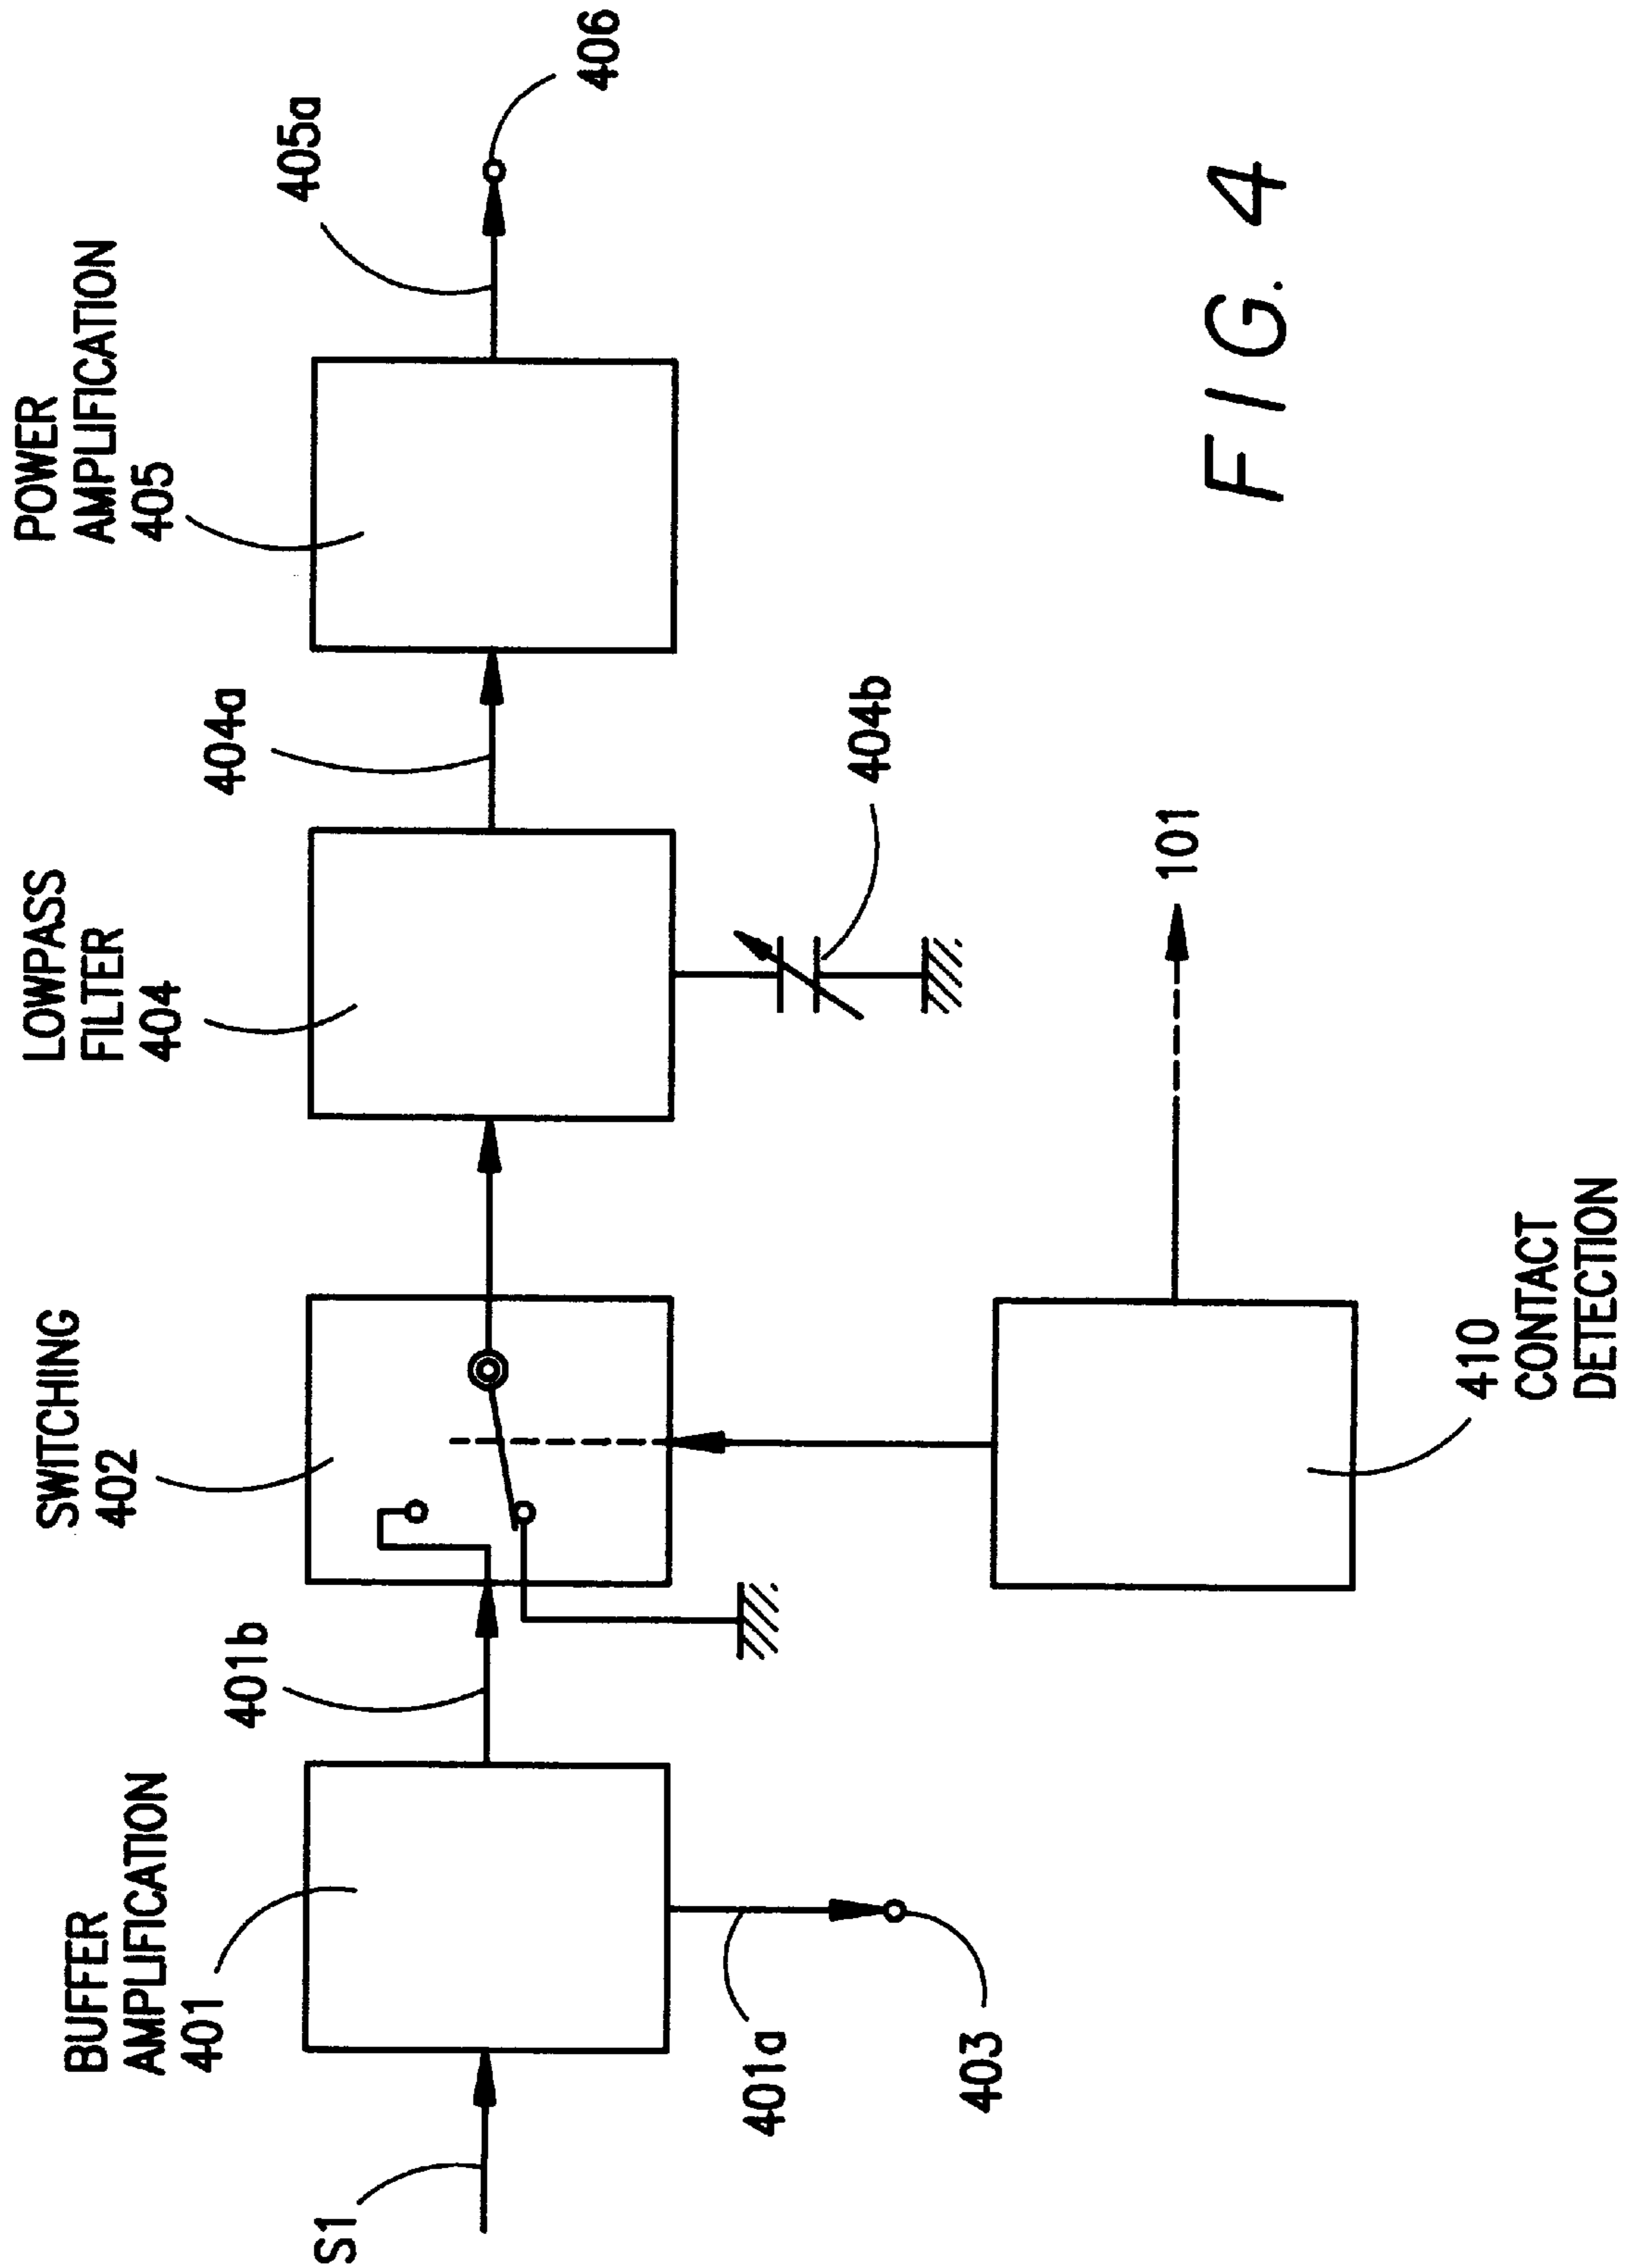 BUFFER
AMPLIFICATION
401
SWITCHING
402
LOWPASS
FILTER
404
POWER
AMPLIFICATION
405
S1
401b
404a
405a
406
401a
403
404b
101
410
CONTACT
DETECTION
FIG. 4